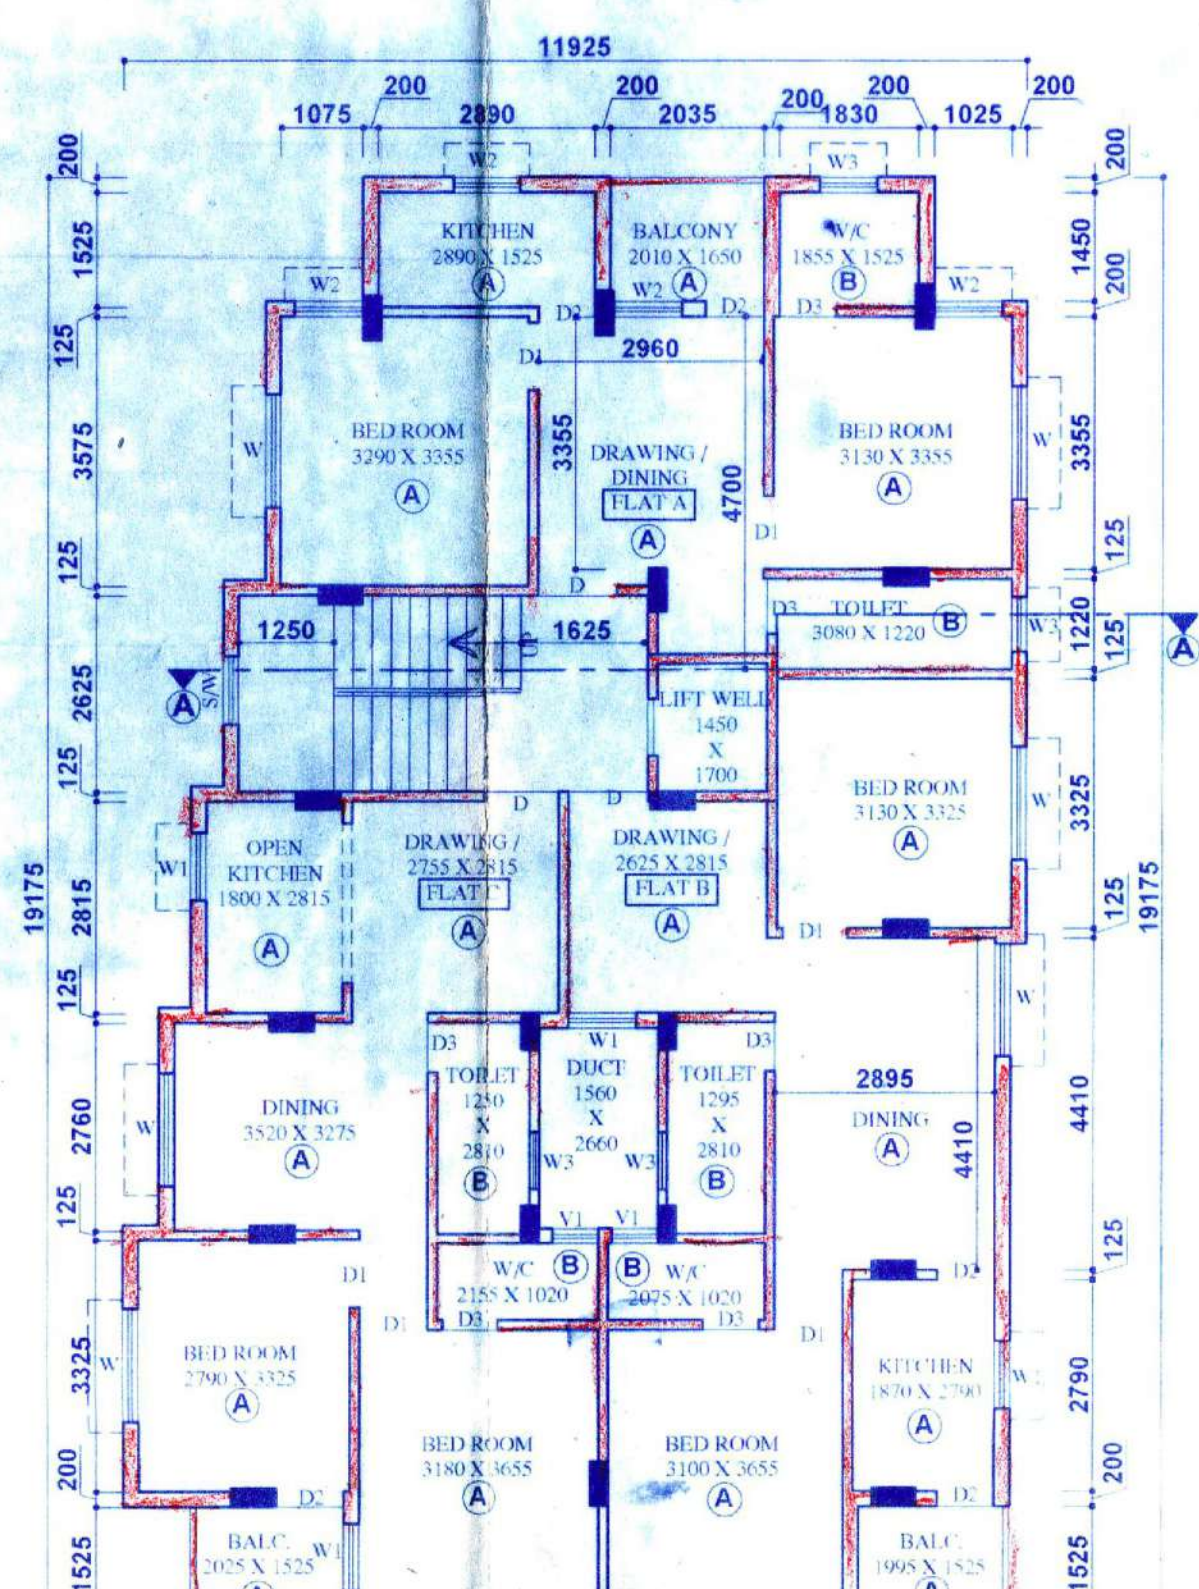 11925
200
200
200
200
1075
2890
2035
200
1830
1025
200
200
W2
W3
KITCHEN
2890 X 1525
A
BALCONY
2010 X 1650
A
W/C
1855 X 1525
B
1525
1450
200
W2
W2
W2
D2
D2
D3
125
D1
2960
3575
W
BED ROOM
3290 X 3355
A
3355
DRAWING /
DINING
FLAT A
A
4700
BED ROOM
3130 X 3355
A
W
3355
D1
125
125
D
D3
TOILET
3080 X 1220
B
W3
1220
125
A
1250
UP
1625
2625
A
S/W
LIFT WELL
1450
X
1700
125
D
D
BED ROOM
3130 X 3325
A
W
3325
19175
2815
W1
OPEN
KITCHEN
1800 X 2815
A
DRAWING /
2755 X 2815
FLAT C
A
DRAWING /
2625 X 2815
FLAT B
A
125
19175
D1
125
W
D3
W1
D3
TOILET
1250
X
2810
B
DUCT
1560
X
2660
TOILET
1295
X
2810
B
2895
2760
W
DINING
3520 X 3275
A
W3
W3
DINING
A
4410
4410
125
V1
V1
125
D1
W/C
2155 X 1020
B
B
W/C
2075 X 1020
D2
D1
D3
D3
D1
3325
W
BED ROOM
2790 X 3325
A
KITCHEN
1870 X 2790
A
2790
BED ROOM
3180 X 3655
A
BED ROOM
3100 X 3655
A
200
D2
D2
200
1525
BALC.
2025 X 1525
W1
BALC.
1995 X 1525
1525